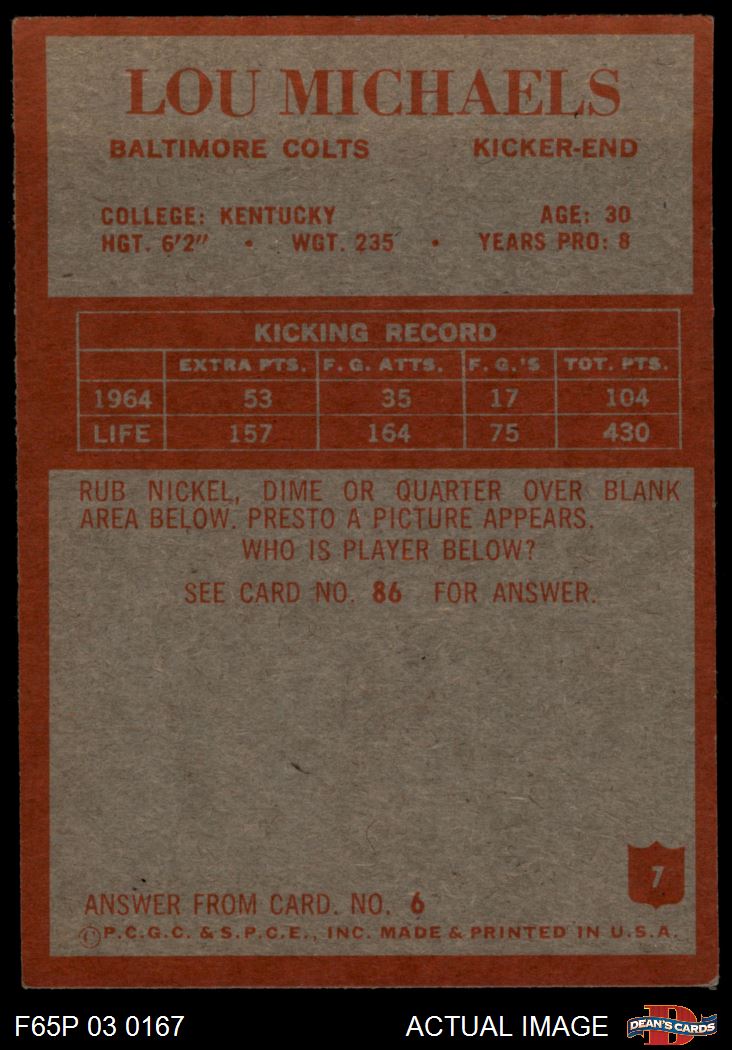 LOU MICHAELS
BALTIMORE COLTS KICKER-END
COLLEGE: KENTUCKY AGE: 30
HGT. 6'2" • WGT. 235 • YEARS PRO: 8
KICKING RECORD
EXTRA PTS. F. G. ATTS. F. G.'S TOT. PTS.
1964 53 35 17 104
LIFE 157 164 75 430
RUB NICKEL, DIME OR QUARTER OVER BLANK
AREA BELOW. PRESTO A PICTURE APPEARS.
WHO IS PLAYER BELOW?
SEE CARD NO. 86 FOR ANSWER.
7
ANSWER FROM CARD. NO. 6
©P.C.G.C. & S.P.C.E., INC. MADE & PRINTED IN U.S.A.
F65P 03 0167 ACTUAL IMAGE D DEAN'S CARDS